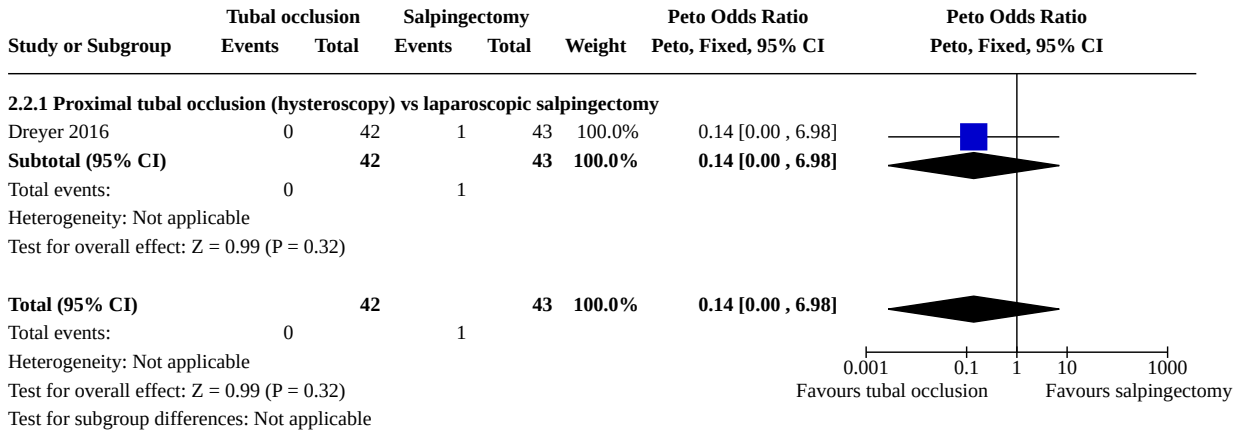 Tubal occlusion Salpingectomy Peto Odds Ratio Peto Odds Ratio
Study or Subgroup Events Total Events Total Weight Peto, Fixed, 95% CI Peto, Fixed, 95% CI
2.2.1 Proximal tubal occlusion (hysteroscopy) vs laparoscopic salpingectomy
Dreyer 2016 0 42 1 43 100.0% 0.14 [0.00 , 6.98]
Subtotal (95% CI) 42 43 100.0% 0.14 [0.00 , 6.98]
Total events: 0 1
Heterogeneity: Not applicable
Test for overall effect: Z = 0.99 (P = 0.32)
Total (95% CI) 42 43 100.0% 0.14 [0.00 , 6.98]
Total events: 0 1
Heterogeneity: Not applicable 0.001 0.1 1 10 1000
Test for overall effect: Z = 0.99 (P = 0.32) Favours tubal occlusion Favours salpingectomy
Test for subgroup differences: Not applicable